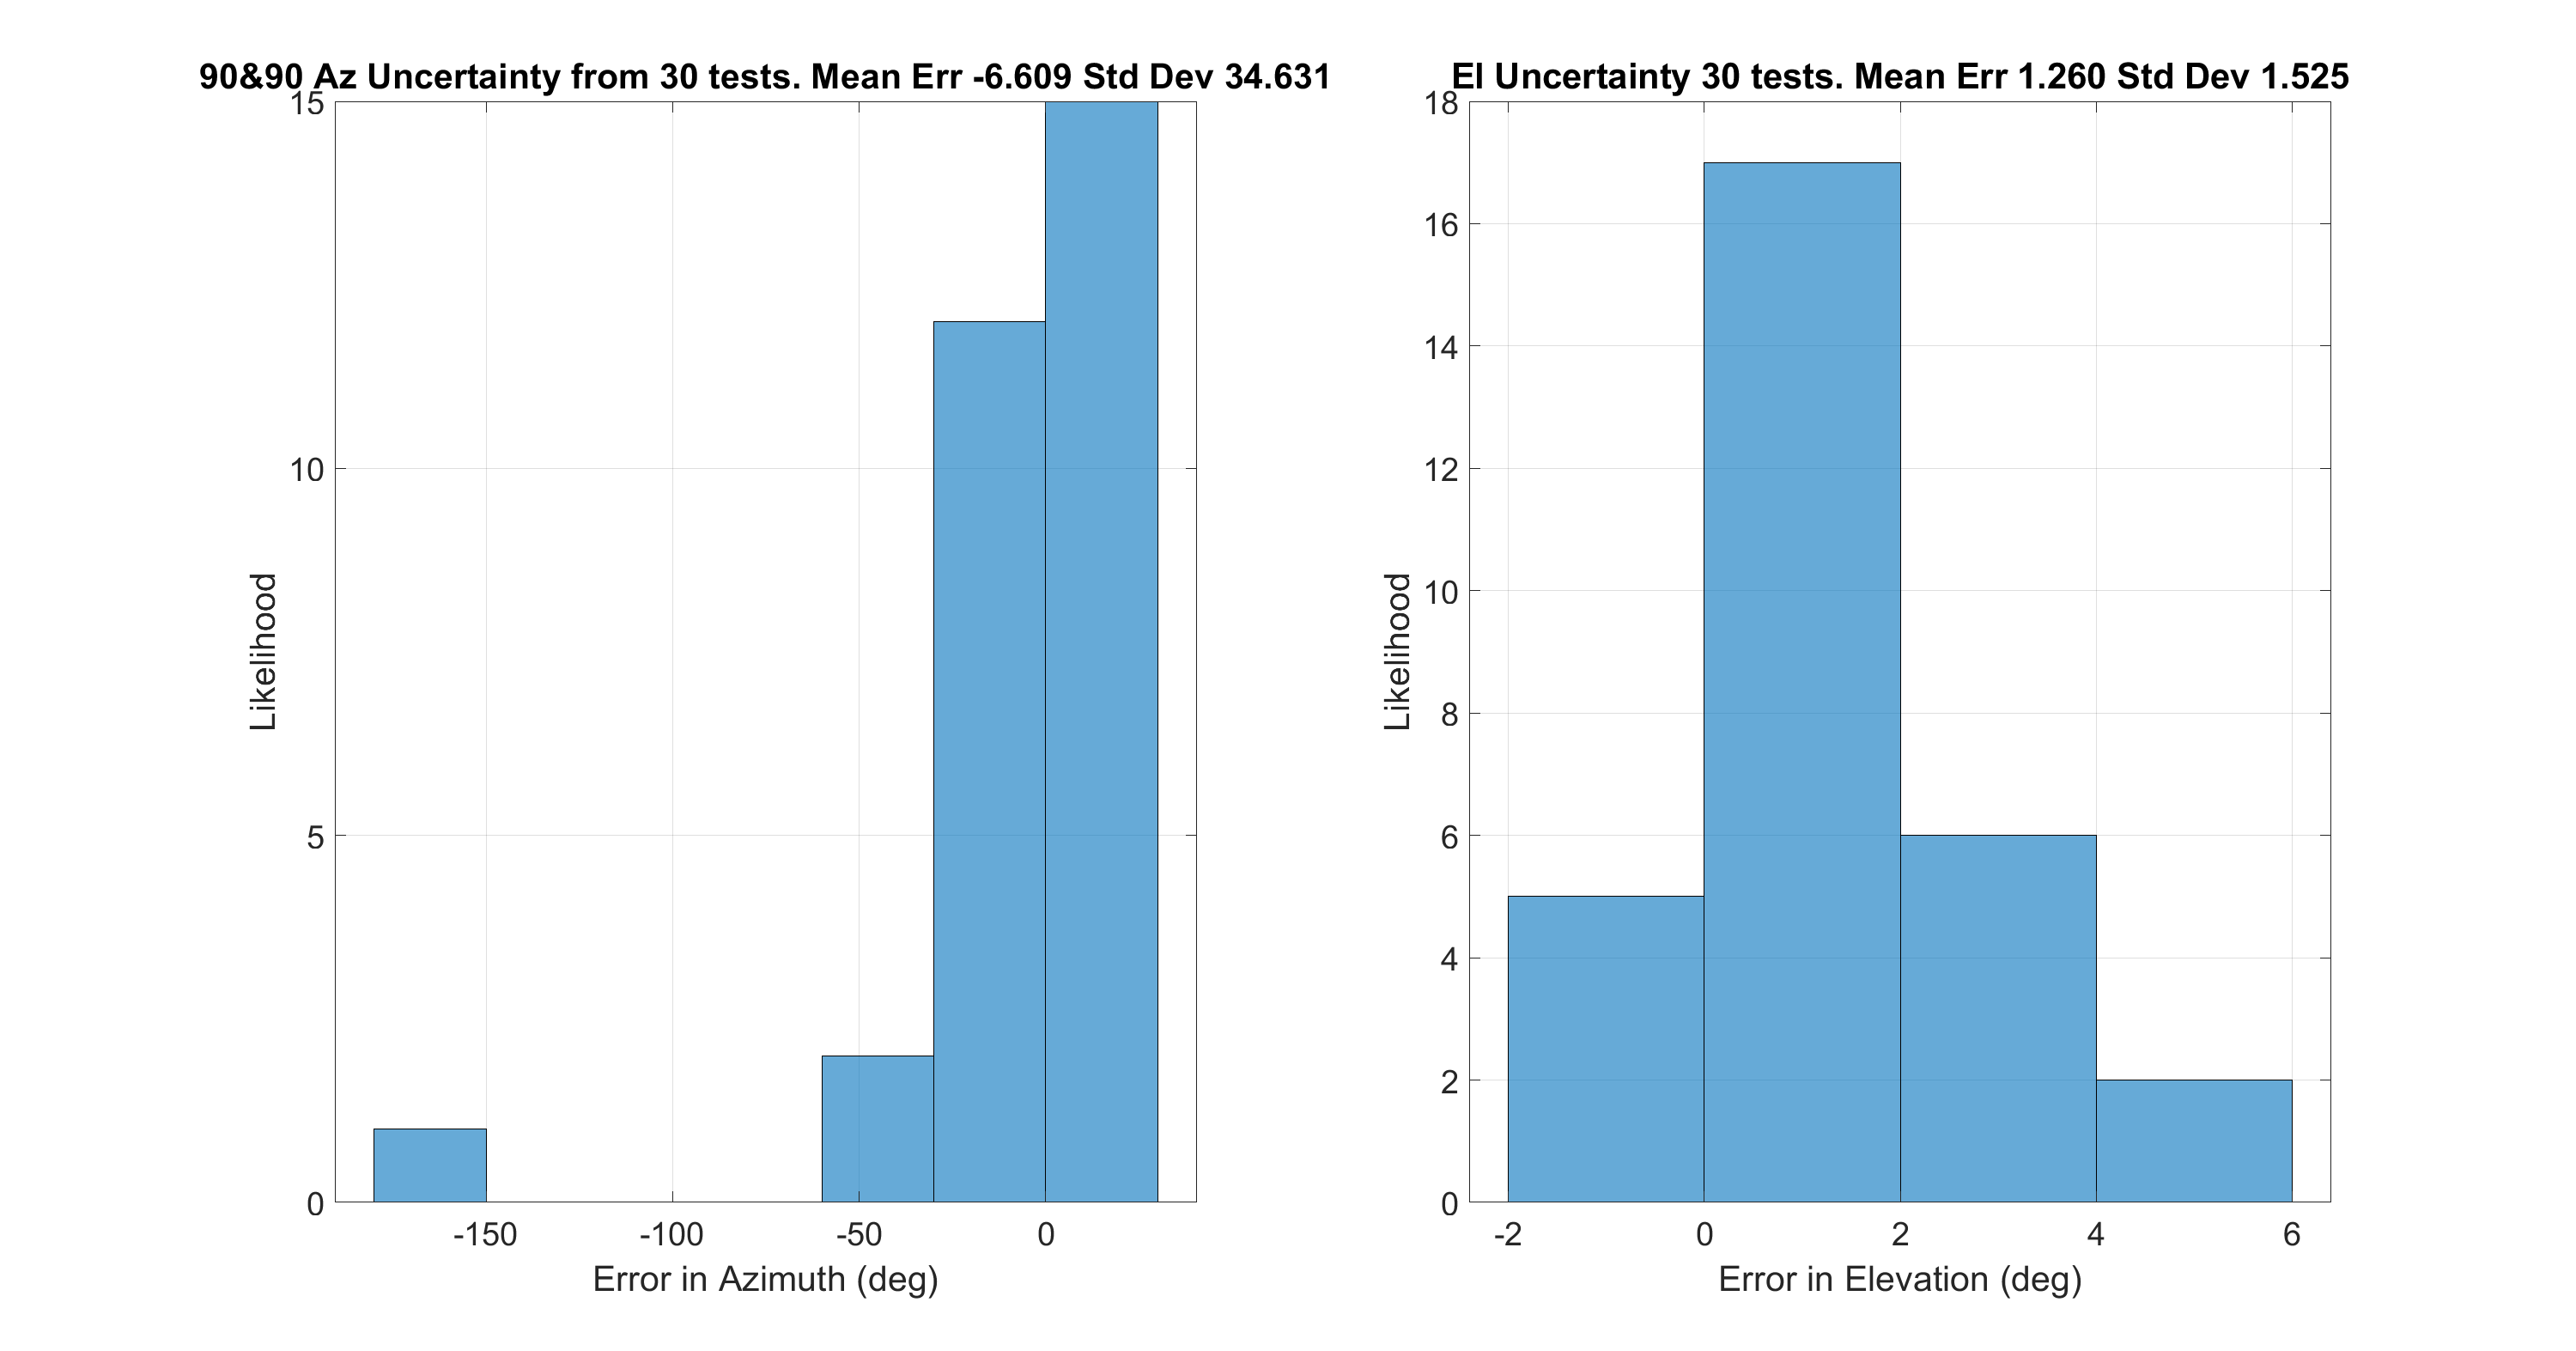 90&90 Az Uncertainty from 30 tests. Mean Err -6.609 Std Dev 34.631
15
10
5
0
Likelihood
-150 -100 -50 0
Error in Azimuth (deg)
El Uncertainty 30 tests. Mean Err 1.260 Std Dev 1.525
18
16
14
12
10
8
6
4
2
0
Likelihood
-2 0 2 4 6
Error in Elevation (deg)